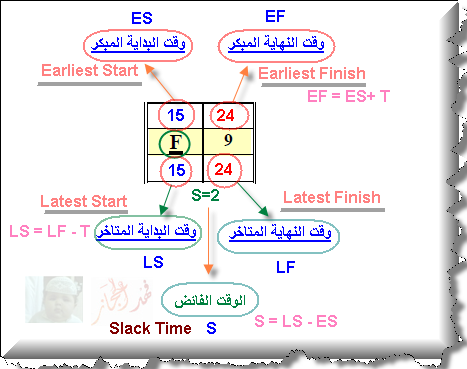 ES EF
وقت البداية المبكر وقت النهاية المبكر
Earliest Start Earliest Finish
EF = ES+ T
15 24
F 9
15 24
S=2
Latest Start Latest Finish
LS = LF - T وقت البداية المتاخر وقت النهاية المتاخر
LS LF
الوقت الفائض
Slack Time S S = LS - ES